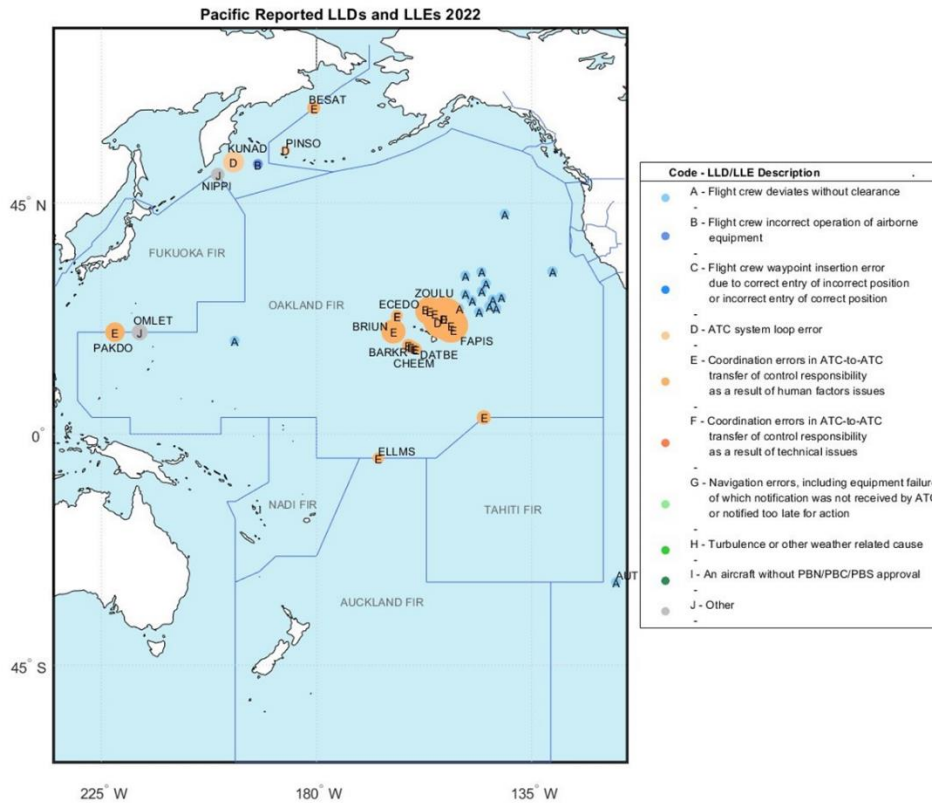 Pacific Reported LLDs and LLEs 2022
BESAT
E
KUNAD
PINSO
D
D
B
J
NIPPI
45° N
A
FUKUOKA FIR
A
A
A
A
A
A
A
A
A
A
A
A
A
ZOULU
OAKLAND FIR
ECEDO
E
E
E
E
A
D
E
E
E
OMLET
BRIUN
E
E
J
FAPIS
PAKDO
A
BARKR
E
E
DATBE
CHEEM
E
0°
ELLMS
E
NADI FIR
TAHITI FIR
AUT
A
AUCKLAND FIR
45° S
225° W
180° W
135° W
Code - LLD/LLE Description
A - Flight crew deviates without clearance
-
B - Flight crew incorrect operation of airborne
equipment
-
C - Flight crew waypoint insertion error
due to correct entry of incorrect position
or incorrect entry of correct position
-
D - ATC system loop error
-
E - Coordination errors in ATC-to-ATC
transfer of control responsibility
as a result of human factors issues
-
F - Coordination errors in ATC-to-ATC
transfer of control responsibility
as a result of technical issues
-
G - Navigation errors, including equipment failure
of which notification was not received by ATC
or notified too late for action
-
H - Turbulence or other weather related cause
-
I - An aircraft without PBN/PBC/PBS approval
-
J - Other
-